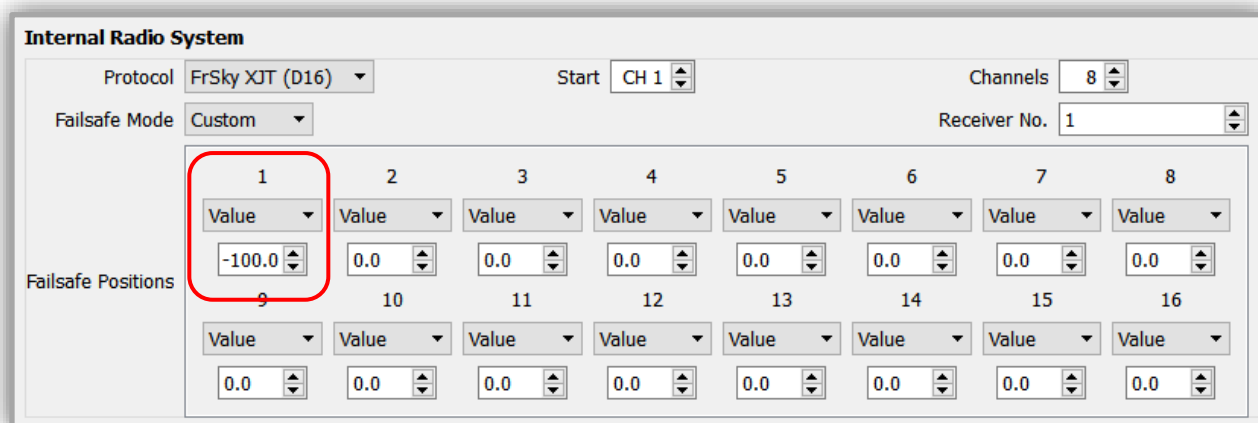 Internal Radio System
Protocol FrSky XJT (D16) Start CH 1 Channels 8
Failsafe Mode Custom Receiver No. 1
1 2 3 4 5 6 7 8
Value Value Value Value Value Value Value Value
-100.0 0.0 0.0 0.0 0.0 0.0 0.0 0.0
Failsafe Positions
9 10 11 12 13 14 15 16
Value Value Value Value Value Value Value Value
0.0 0.0 0.0 0.0 0.0 0.0 0.0 0.0